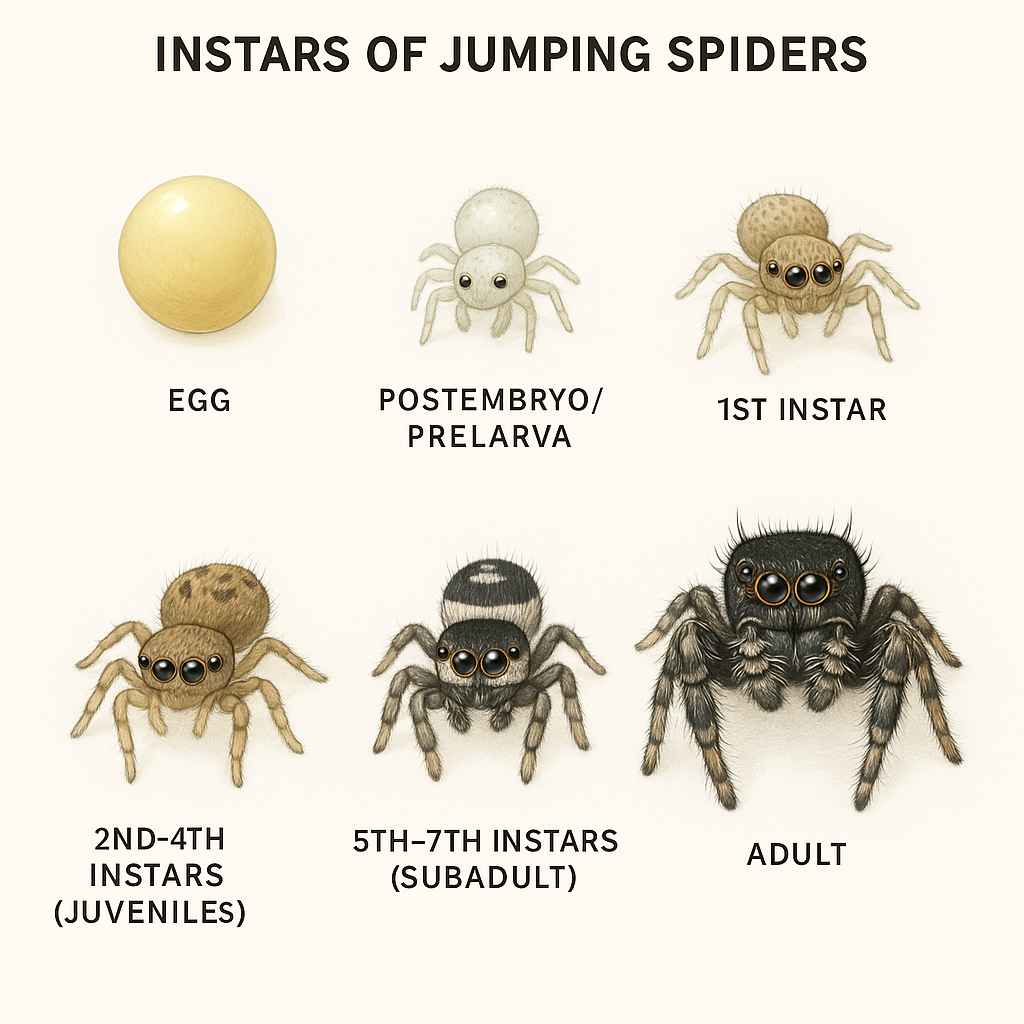 INSTARS OF JUMPING SPIDERS
EGG
POSTEMBRYO/
PRELARVA
1ST INSTAR
2ND–4TH
INSTARS
(JUVENILES)
5TH–7TH INSTARS
(SUBADULT)
ADULT